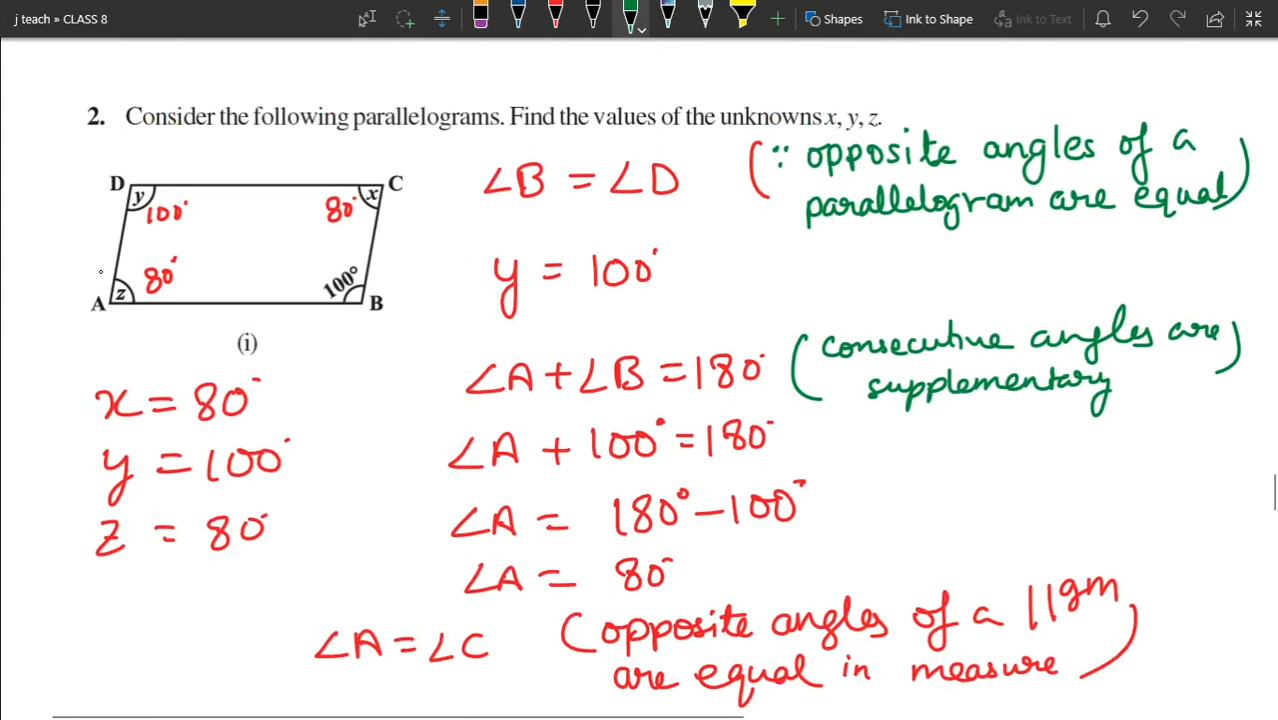 j teach » CLASS 8
Shapes
Ink to Shape
Ink to Text
2. Consider the following parallelograms. Find the values of the unknowns x, y, z.
D y 100° 80° x C
A z 80° 100° B
(i)
∠B = ∠D (∵ opposite angles of a
parallelogram are equal)
y = 100°
∠A + ∠B = 180° (consecutive angles are
supplementary)
∠A + 100° = 180°
∠A = 180° - 100°
∠A = 80°
x = 80°
y = 100°
z = 80°
∠A = ∠C (opposite angles of a ||gm
are equal in measure)